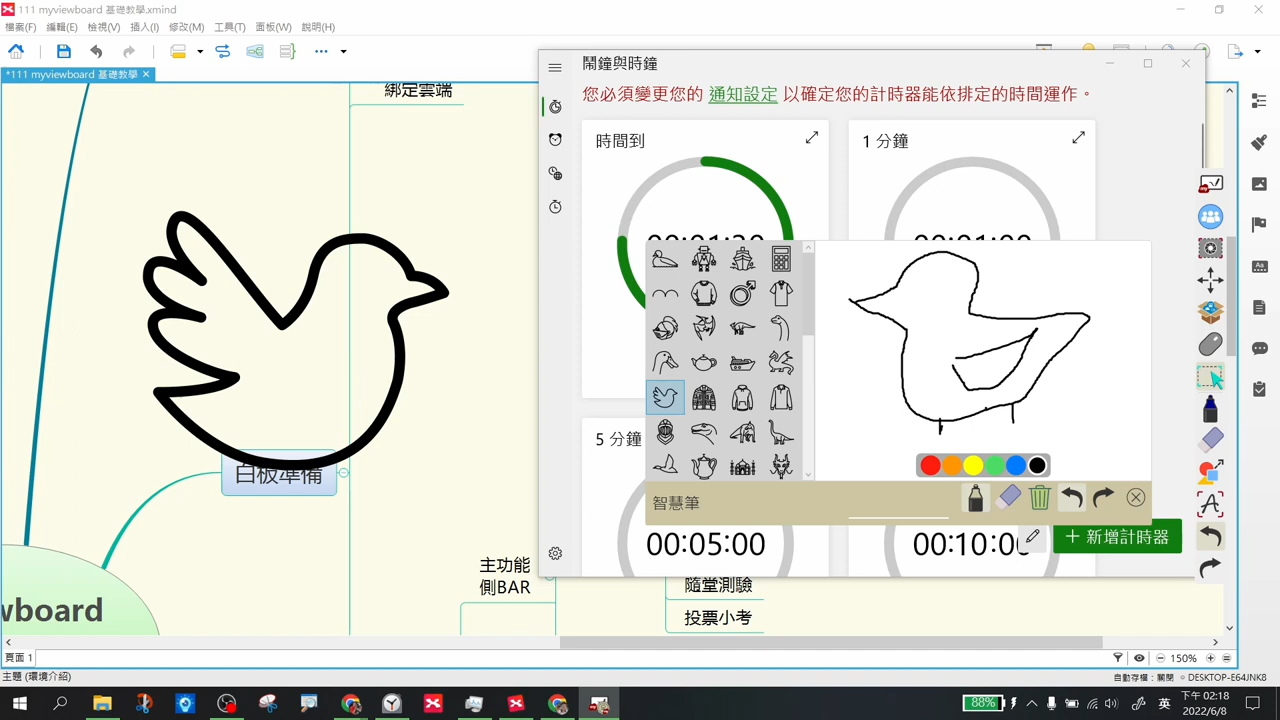 111 myviewboard 基礎教學.xmind
檔案(F) 編輯(E) 檢視(V) 插入(I) 修改(M) 工具(T) 面板(W) 說明(H)
*111 myviewboard 基礎教學 ×
綁定雲端
鬧鐘與時鐘
您必須變更您的 通知設定 以確定您的計時器能依排定的時間運作。
時間到
1 分鐘
白板準備
5 分鐘
智慧筆
00:05:00
+ 新增計時器
主功能
側BAR
隨堂測驗
投票小考
wboard
頁面 1
150%
主題 (環境介紹)
自動存檔：關閉
DESKTOP-E64JNK8
88%
英
下午 02:18
2022/6/8